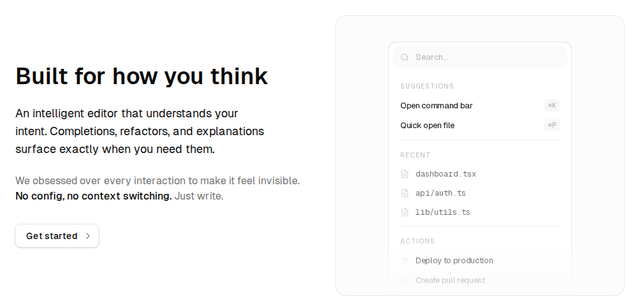 Built for how you think
An intelligent editor that understands your
intent. Completions, refactors, and explanations
surface exactly when you need them.
We obsessed over every interaction to make it feel invisible.
No config, no context switching. Just write.
Get started
Search...
SUGGESTIONS
Open command bar ⌘K
Quick open file ⌘P
RECENT
dashboard.tsx
api/auth.ts
lib/utils.ts
ACTIONS
Deploy to production
Create pull request